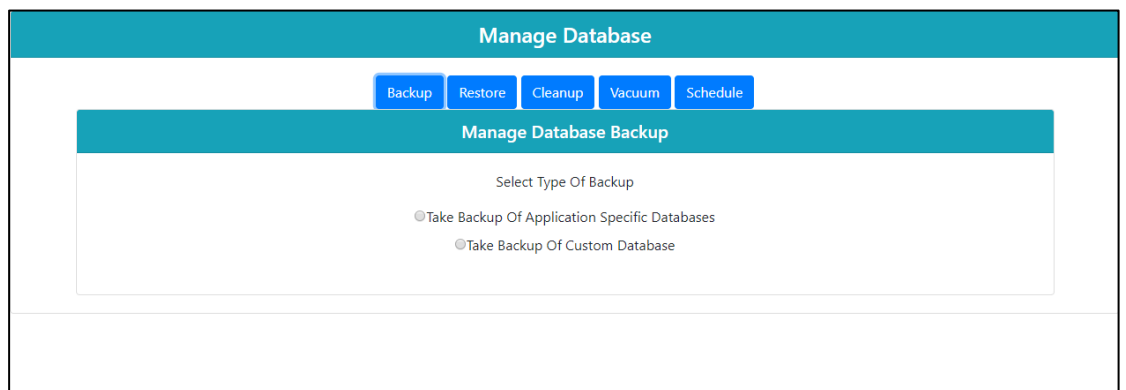 Manage Database
Backup Restore Cleanup Vacuum Schedule
Manage Database Backup
Select Type Of Backup
Take Backup Of Application Specific Databases
Take Backup Of Custom Database